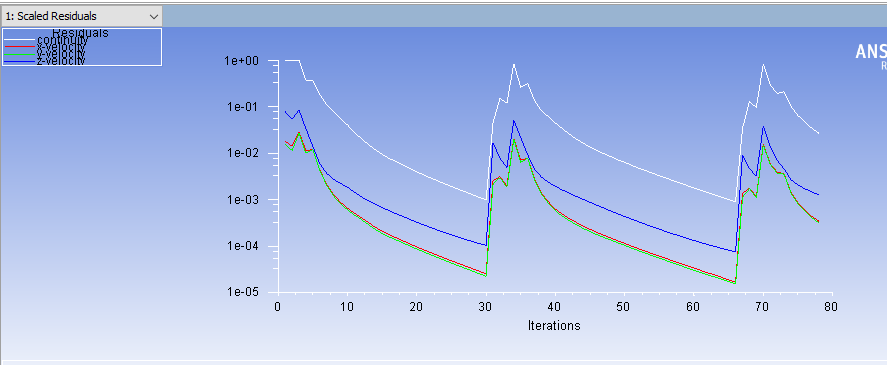 1: Scaled Residuals
Residuals
continuity
x-velocity
y-velocity
z-velocity
ANS
R
1e+00
1e-01
1e-02
1e-03
1e-04
1e-05
0 10 20 30 40 50 60 70 80
Iterations